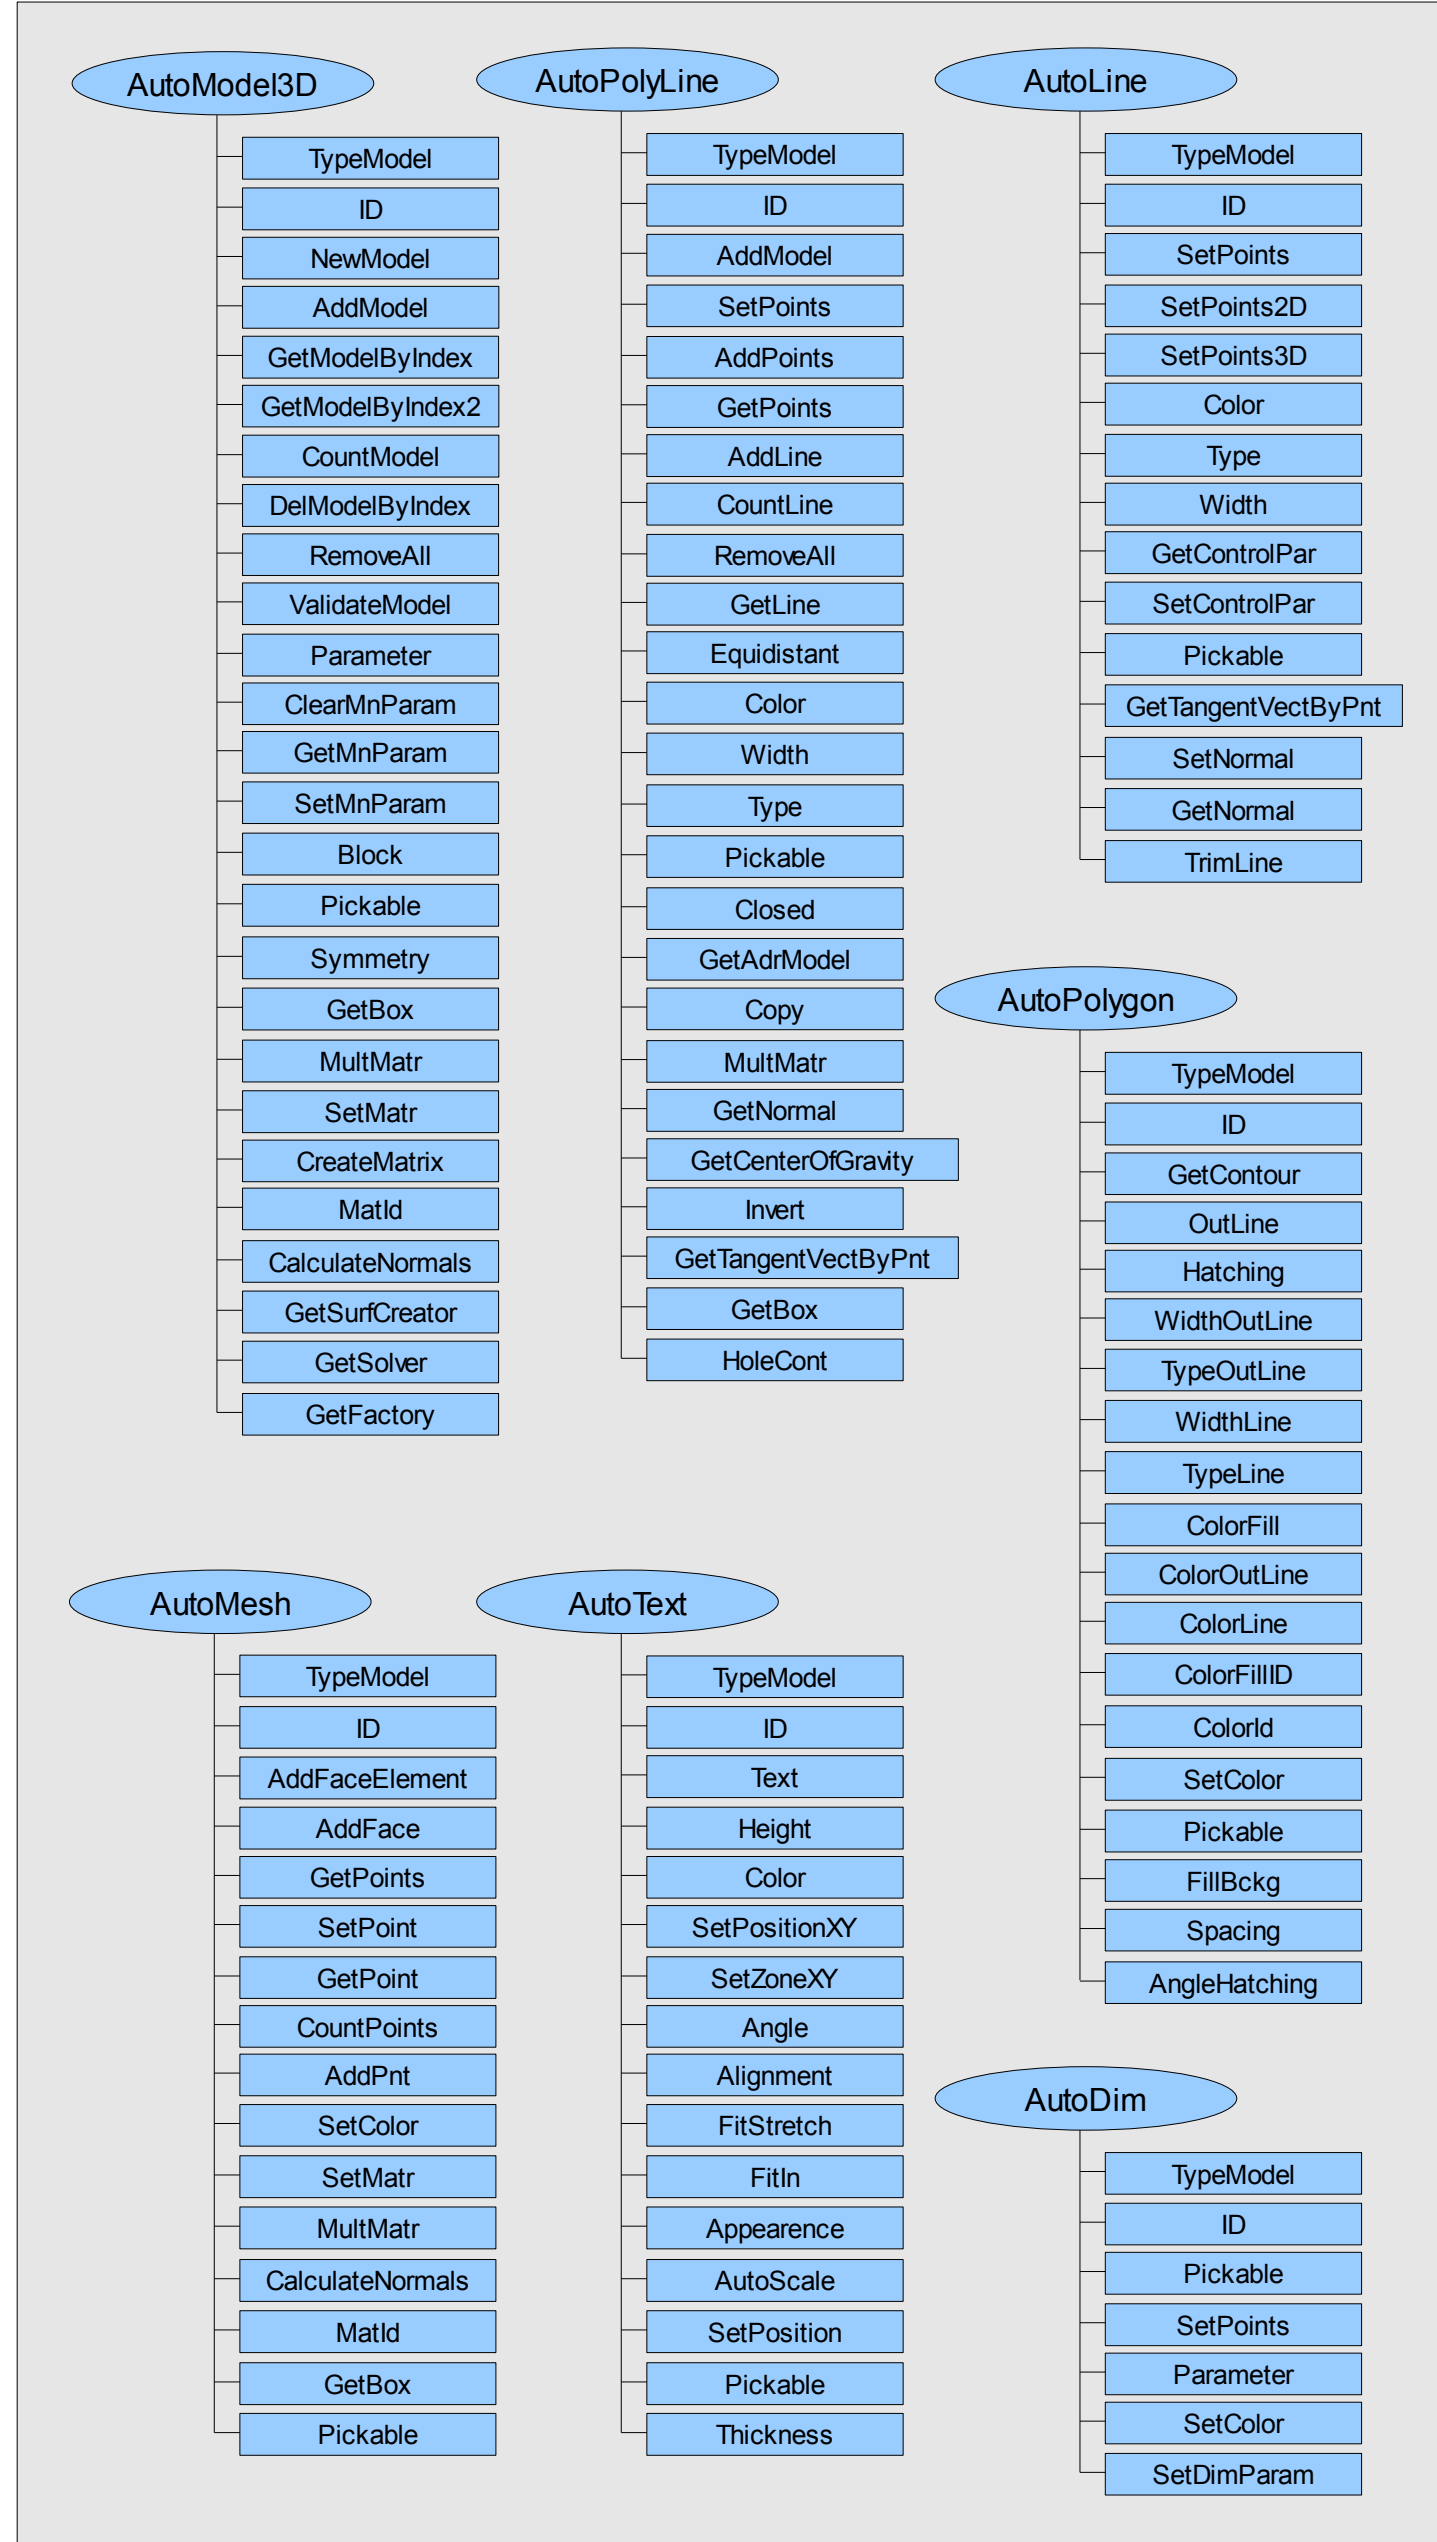 AutoModel3D
TypeModel
ID
NewModel
AddModel
GetModelByIndex
GetModelByIndex2
CountModel
DelModelByIndex
RemoveAll
ValidateModel
Parameter
ClearMnParam
GetMnParam
SetMnParam
Block
Pickable
Symmetry
GetBox
MultMatr
SetMatr
CreateMatrix
MatId
CalculateNormals
GetSurfCreator
GetSolver
GetFactory
AutoPolyLine
TypeModel
ID
AddModel
SetPoints
AddPoints
GetPoints
AddLine
CountLine
RemoveAll
GetLine
Equidistant
Color
Width
Type
Pickable
Closed
GetAdrModel
Copy
MultMatr
GetNormal
GetCenterOfGravity
Invert
GetTangentVectByPnt
GetBox
HoleCont
AutoLine
TypeModel
ID
SetPoints
SetPoints2D
SetPoints3D
Color
Type
Width
GetControlPar
SetControlPar
Pickable
GetTangentVectByPnt
SetNormal
GetNormal
TrimLine
AutoPolygon
TypeModel
ID
GetContour
OutLine
Hatching
WidthOutLine
TypeOutLine
WidthLine
TypeLine
ColorFill
ColorOutLine
ColorLine
ColorFillID
ColorId
SetColor
Pickable
FillBckg
Spacing
AngleHatching
AutoMesh
TypeModel
ID
AddFaceElement
AddFace
GetPoints
SetPoint
GetPoint
CountPoints
AddPnt
SetColor
SetMatr
MultMatr
CalculateNormals
MatId
GetBox
Pickable
AutoText
TypeModel
ID
Text
Height
Color
SetPositionXY
SetZoneXY
Angle
Alignment
FitStretch
FitIn
Appearence
AutoScale
SetPosition
Pickable
Thickness
AutoDim
TypeModel
ID
Pickable
SetPoints
Parameter
SetColor
SetDimParam